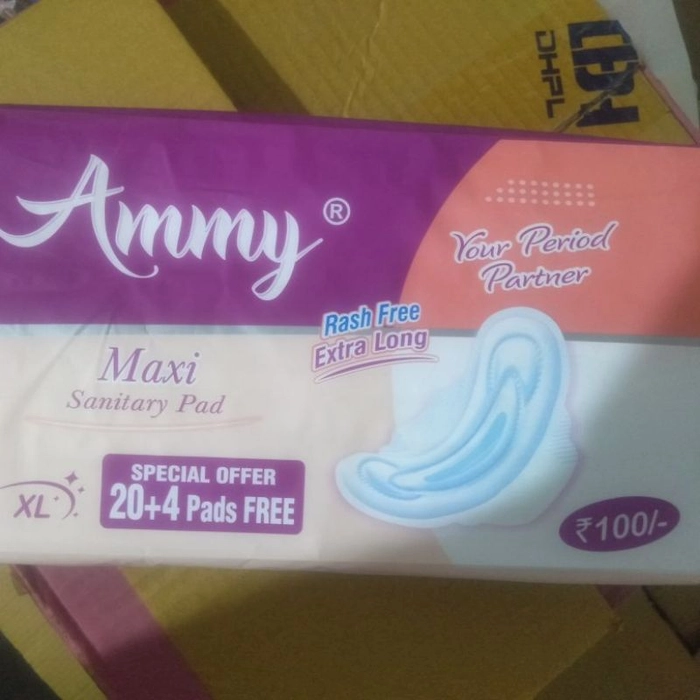 DHPL
Ammy®
Your Period
Partner
Rash Free
Extra Long
Maxi
Sanitary Pad
XL
SPECIAL OFFER
20+4 Pads FREE
₹100/-